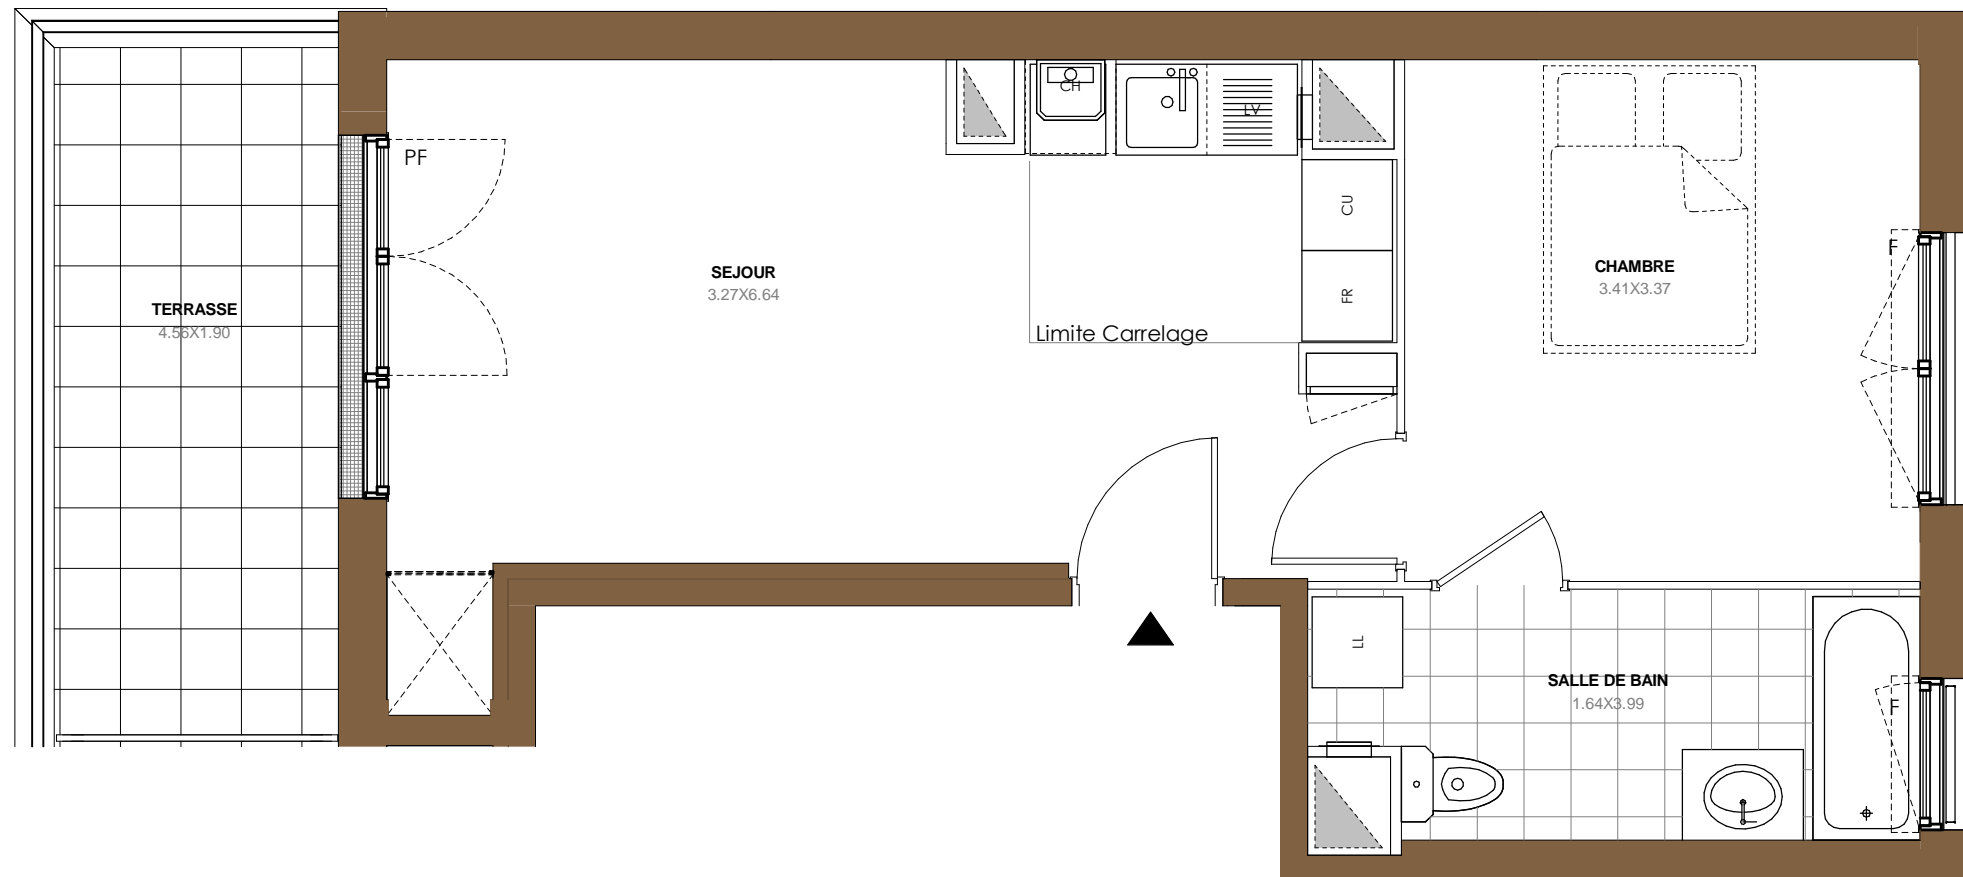 CH
LV
PF
CU
FR
SEJOUR
3.27X6.64
CHAMBRE
3.41X3.37
F
TERRASSE
4.56X1.90
Limite Carrelage
LL
SALLE DE BAIN
1.64X3.99
F